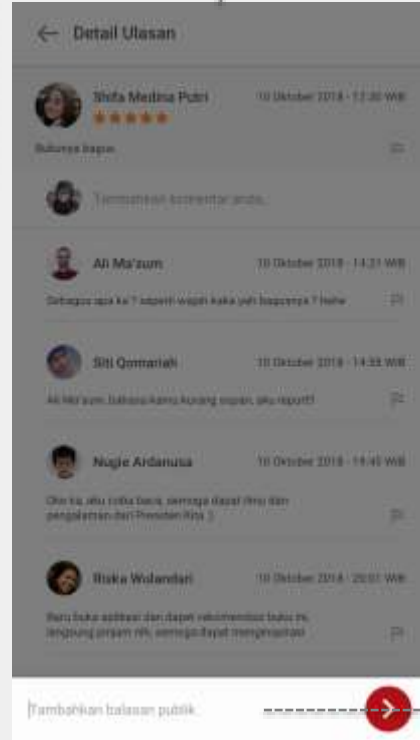 Detail Ulasan
Shifa Medina Putri 10 Oktober 2018 - 12:30 WIB
Bukunya bagus
Tambahkan komentar anda..
Ali Ma'sum 10 Oktober 2018 - 14:21 WIB
Sebagus apa ka ? seperti wajah kaka yah bagusnya ? hehe
Siti Qomariah 10 Oktober 2018 - 14:55 WIB
Ali Ma'sum, bahasa kamu kurang sopan, aku report!!
Nugie Ardanusa 10 Oktober 2018 - 19:45 WIB
Oke ka, aku coba baca, semoga dapat ilmu dan
pengalaman dari Presiden Kita :)
Riska Wulandari 10 Oktober 2018 - 20:01 WIB
Baru buka aplikasi dan dapat rekomendasi buku ini,
langsung pinjam nih, semoga dapat menginspirasi
Tambahkan balasan publik